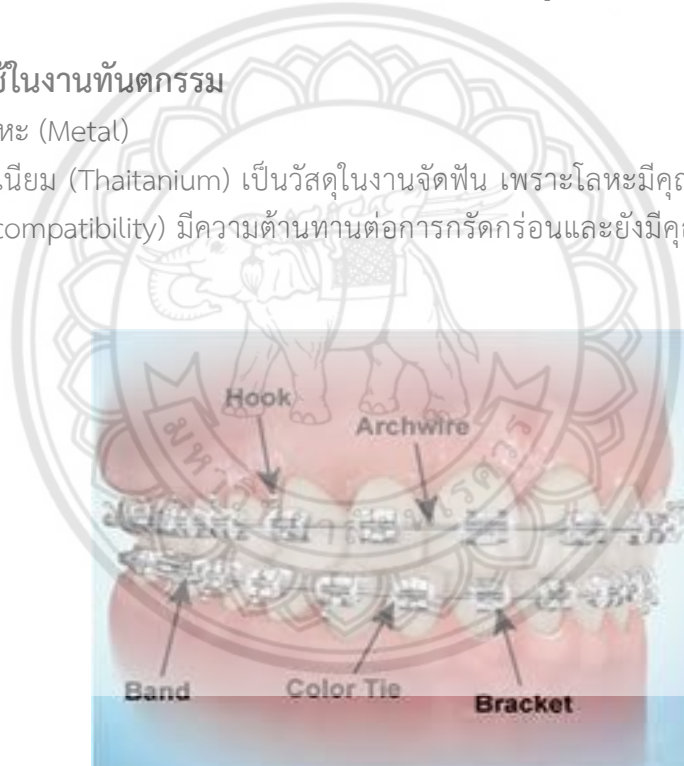 ช้ในงานทันตกรรม
หะ (Metal)
เนียม (Thaitanium) เป็นวัสดุในงานจัดฟัน เพราะโลหะมีคุณ
compatibility) มีความต้านทานต่อการกรัดกร่อนและยังมีคุ
Hook
Archwire
Band
Color Tie
Bracket